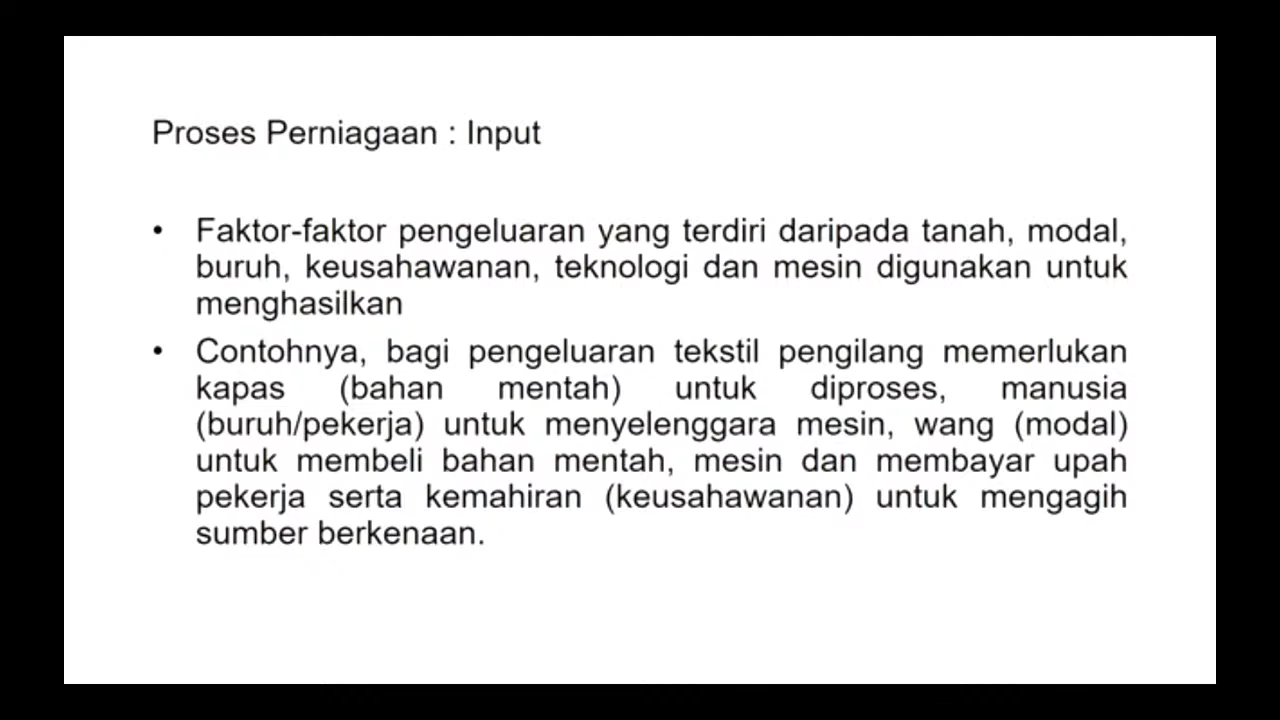 Proses Perniagaan : Input
• Faktor-faktor pengeluaran yang terdiri daripada tanah, modal,
buruh, keusahawanan, teknologi dan mesin digunakan untuk
menghasilkan
• Contohnya, bagi pengeluaran tekstil pengilang memerlukan
kapas (bahan mentah) untuk diproses, manusia
(buruh/pekerja) untuk menyelenggara mesin, wang (modal)
untuk membeli bahan mentah, mesin dan membayar upah
pekerja serta kemahiran (keusahawanan) untuk mengagih
sumber berkenaan.